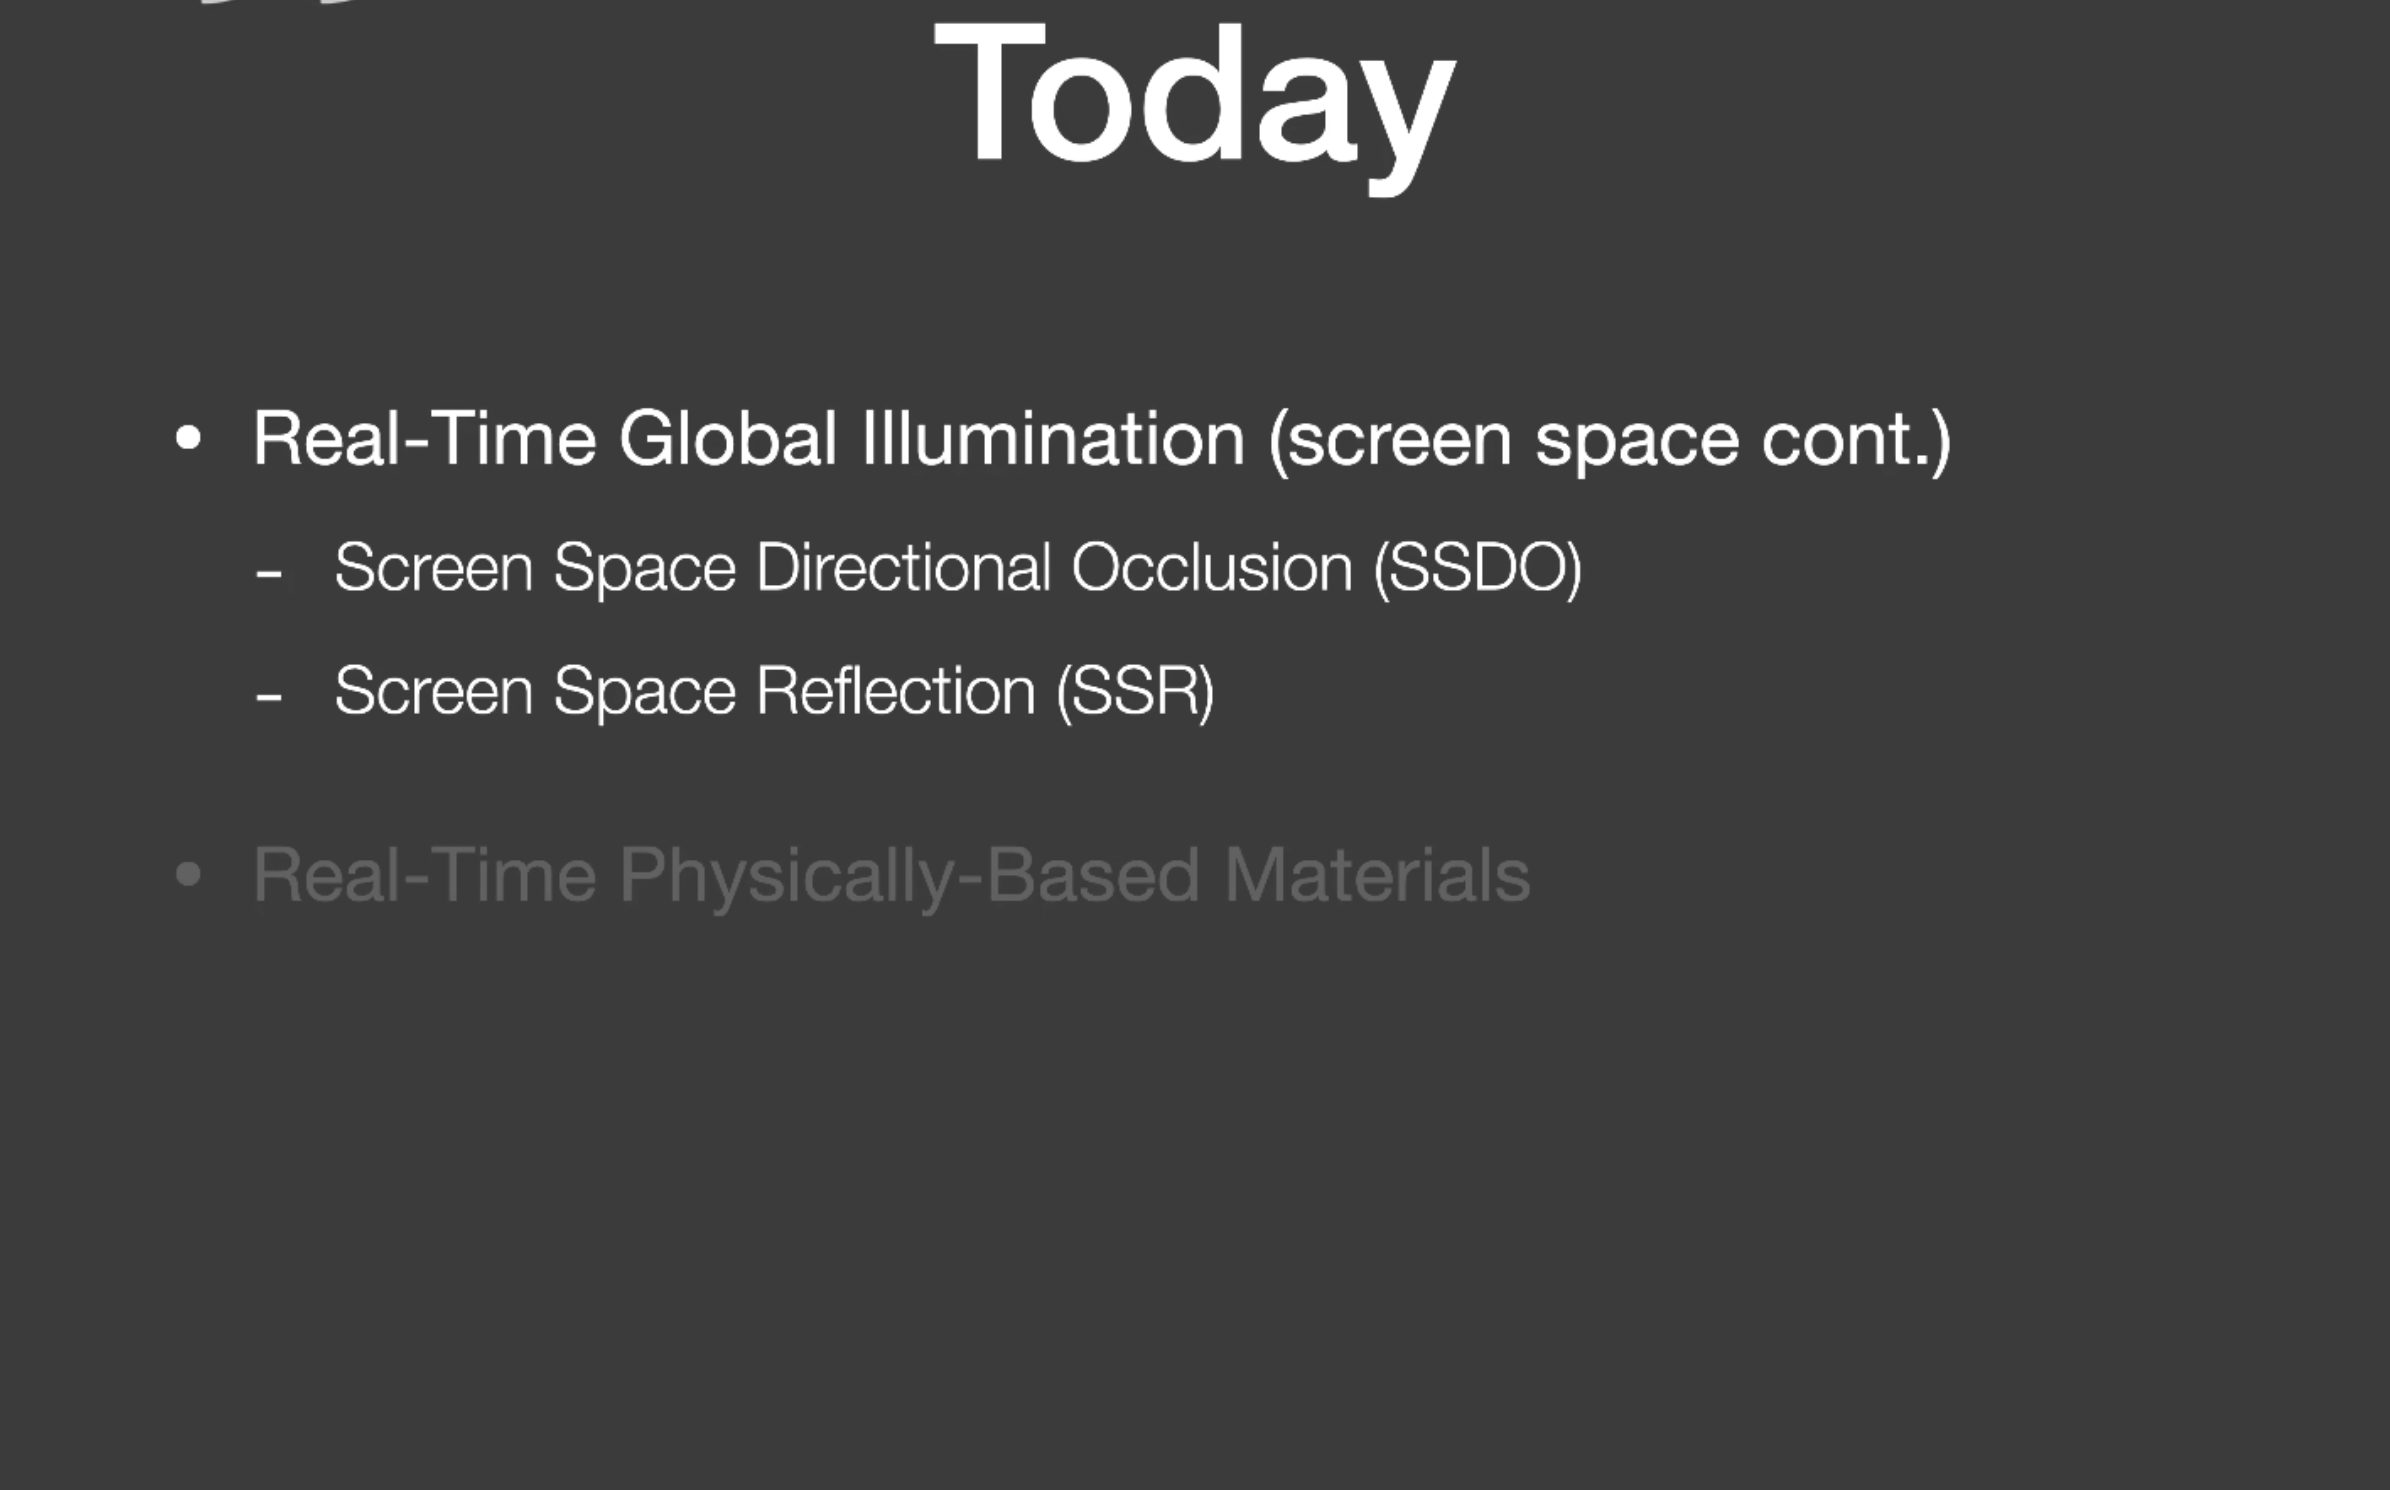 Today
• Real-Time Global Illumination (screen space cont.)
- Screen Space Directional Occlusion (SSDO)
- Screen Space Reflection (SSR)
• Real-Time Physically-Based Materials